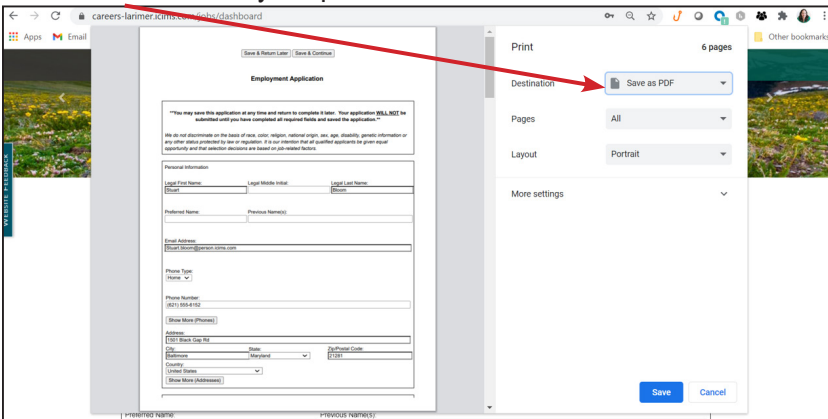 careers-larimer.icims.com/jobs/dashboard
Apps
Email
Other bookmarks
WEBSITE FEEDBACK
Save & Return Later
Save & Continue
Employment Application
**You may save this application at any time and return to complete it later. Your application WILL NOT be
submitted until you have completed all required fields and saved the application.**
We do not discriminate on the basis of race, color, religion, national origin, sex, age, disability, genetic information or
any other status protected by law or regulation. It is our intention that all qualified applicants be given equal
opportunity and that selection decisions are based on job-related factors.
Personal Information
Legal First Name: Legal Middle Initial: Legal Last Name:
Stuart Bloom
Preferred Name: Previous Name(s):
Email Address:
Stuart.bloom@person.icims.com
Phone Type:
Home
Phone Number:
(621) 555-6152
Show More (Phones)
Address:
1901 Black Gap Rd
City: State: Zip/Postal Code:
Baltimore Maryland 21281
Country:
United States
Show More (Addresses)
Print 6 pages
Destination Save as PDF
Pages All
Layout Portrait
More settings
Save Cancel
Preferred Name: Previous Name(s):